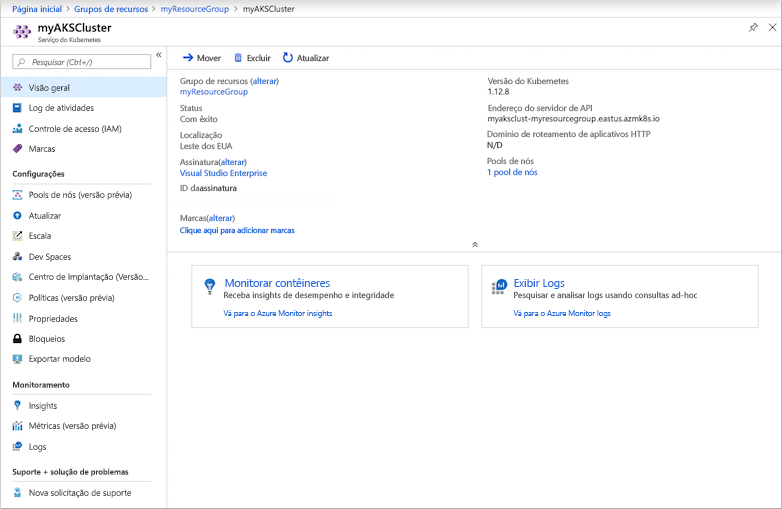 Página inicial > Grupos de recursos > myResourceGroup > myAKSCluster
myAKSCluster
Serviço do Kubernetes
Pesquisar (Ctrl+/)
«
Visão geral
Log de atividades
Controle de acesso (IAM)
Marcas
Configurações
Pools de nós (versão prévia)
Atualizar
Escala
Dev Spaces
Centro de Implantação (Versão...
Políticas (versão prévia)
Propriedades
Bloqueios
Exportar modelo
Monitoramento
Insights
Métricas (versão prévia)
Logs
Suporte + solução de problemas
Nova solicitação de suporte
Mover Excluir Atualizar
Grupo de recursos (alterar)
myResourceGroup
Status
Com êxito
Localização
Leste dos EUA
Assinatura(alterar)
Visual Studio Enterprise
ID daassinatura
Marcas(alterar)
Clique aqui para adicionar marcas
Versão do Kubernetes
1.12.8
Endereço do servidor de API
myaksclust-myresourcegroup.eastus.azmk8s.io
Domínio de roteamento de aplicativos HTTP
N/D
Pools de nós
1 pool de nós
Monitorar contêineres
Receba insights de desempenho e integridade
Vá para o Azure Monitor insights
Exibir Logs
Pesquisar e analisar logs usando consultas ad-hoc
Vá para o Azure Monitor logs